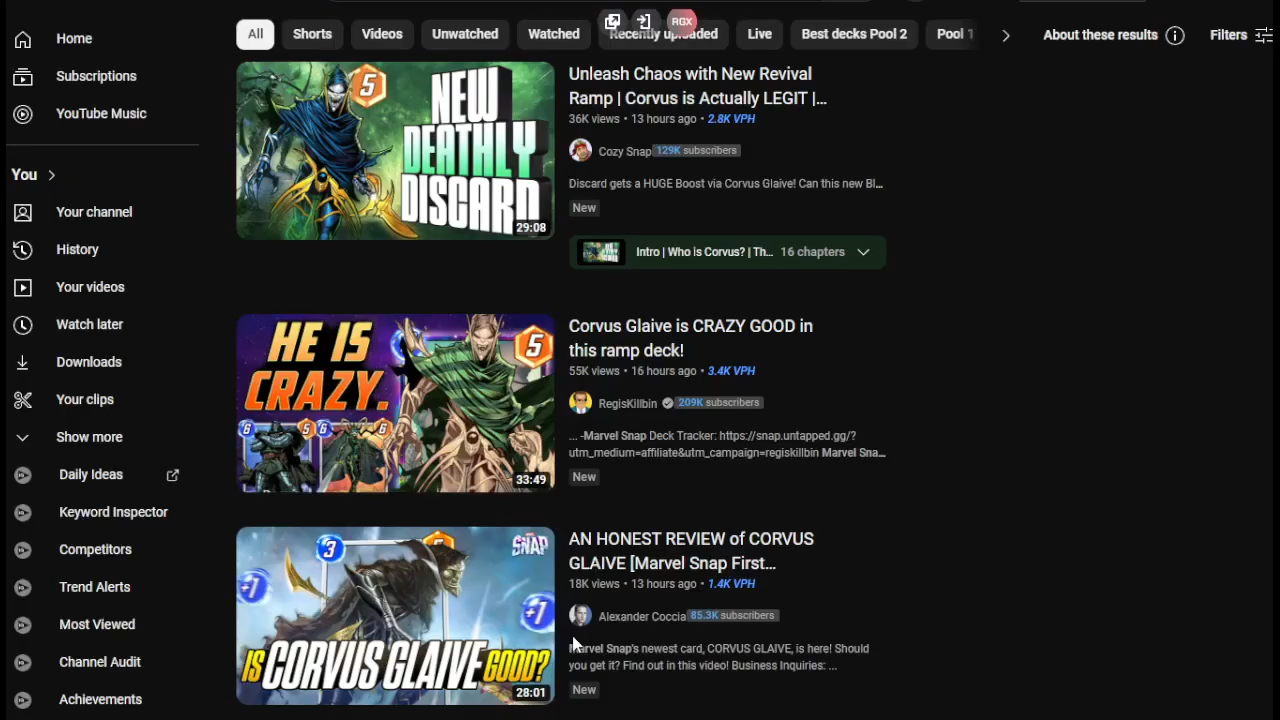 Home
Subscriptions
YouTube Music
You
Your channel
History
Your videos
Watch later
Downloads
Your clips
Show more
Daily Ideas
Keyword Inspector
Competitors
Trend Alerts
Most Viewed
Channel Audit
Achievements
All
Shorts
Videos
Unwatched
Watched
Recently uploaded
Live
Best decks Pool 2
Pool 1
About these results
Filters
RGX
5
NEW
DEATHLY
DISCARD
29:08
Unleash Chaos with New Revival
Ramp | Corvus is Actually LEGIT |...
36K views • 13 hours ago • 2.8K VPH
Cozy Snap 129K subscribers
Discard gets a HUGE Boost via Corvus Glaive! Can this new Bl...
New
Intro | Who is Corvus? | Th... 16 chapters
HE IS
CRAZY.
5
6 5 6 6
33:49
Corvus Glaive is CRAZY GOOD in
this ramp deck!
55K views • 16 hours ago • 3.4K VPH
RegisKillbin 209K subscribers
... -Marvel Snap Deck Tracker: https://snap.untapped.gg/?
utm_medium=affiliate&utm_campaign=regiskillbin Marvel Sna...
New
3
SNAP
+1
+1
IS CORVUS GLAIVE GOOD?
28:01
AN HONEST REVIEW of CORVUS
GLAIVE [Marvel Snap First...
18K views • 13 hours ago • 1.4K VPH
Alexander Coccia 85.3K subscribers
Marvel Snap's newest card, CORVUS GLAIVE, is here! Should
you get it? Find out in this video! Business Inquiries: ...
New